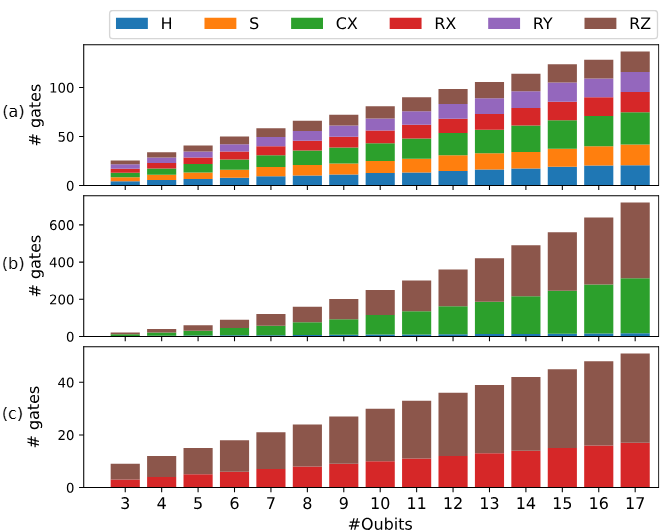 H S CX RX RY RZ
(a)
# gates
100
50
0
(b)
# gates
600
400
200
0
(c)
# gates
40
20
0
3 4 5 6 7 8 9 10 11 12 13 14 15 16 17
#Qubits